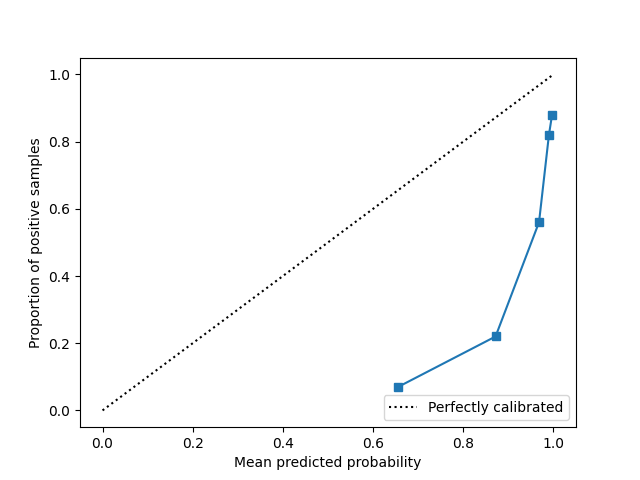 1.0
0.8
0.6
0.4
0.2
0.0
Proportion of positive samples
Perfectly calibrated
0.0 0.2 0.4 0.6 0.8 1.0
Mean predicted probability